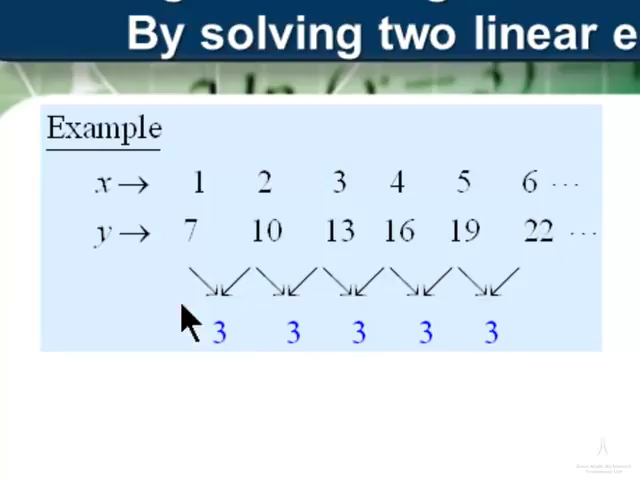 By solving two linear e
Example
x→ 1 2 3 4 5 6 ···
y→ 7 10 13 16 19 22 ···
3 3 3 3 3